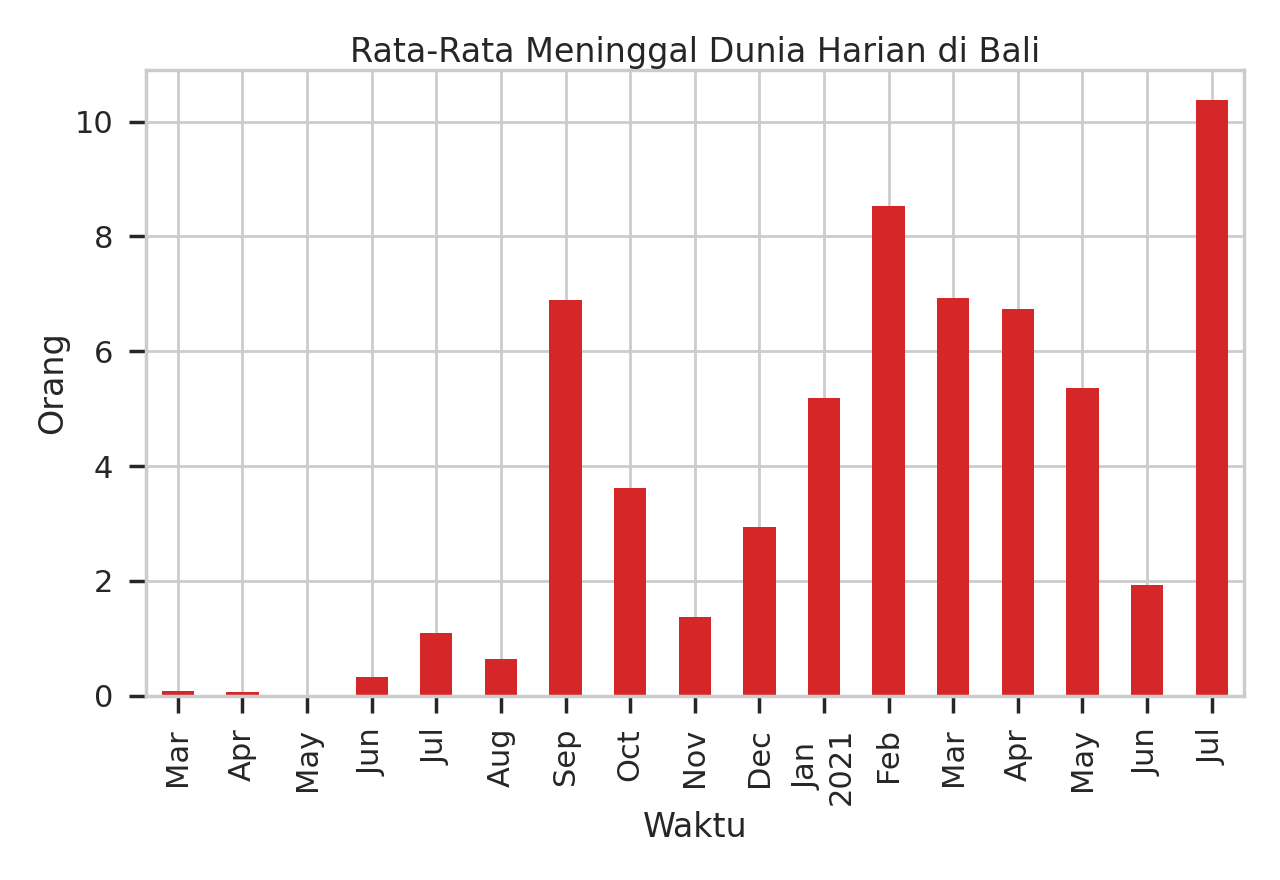 Rata-Rata Meninggal Dunia Harian di Bali
10
8
6
4
2
0
Orang
Mar
Apr
May
Jun
Jul
Aug
Sep
Oct
Nov
Dec
Jan
2021
Feb
Mar
Apr
May
Jun
Jul
Waktu